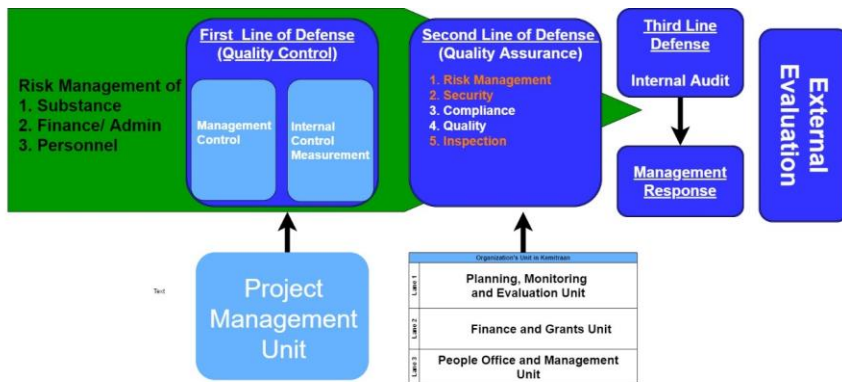 Risk Management of
1. Substance
2. Finance/ Admin
3. Personnel
First Line of Defense
(Quality Control)
Management
Control
Internal
Control
Measurement
Second Line of Defense
(Quality Assurance)
1. Risk Management
2. Security
3. Compliance
4. Quality
5. Inspection
Third Line
Defense
Internal Audit
Management
Response
External
Evaluation
Text
Project
Management
Unit
Organization's Unit in Kemitraan
Lane 1
Planning, Monitoring
and Evaluation Unit
Lane 2
Finance and Grants Unit
Lane 3
People Office and Management
Unit